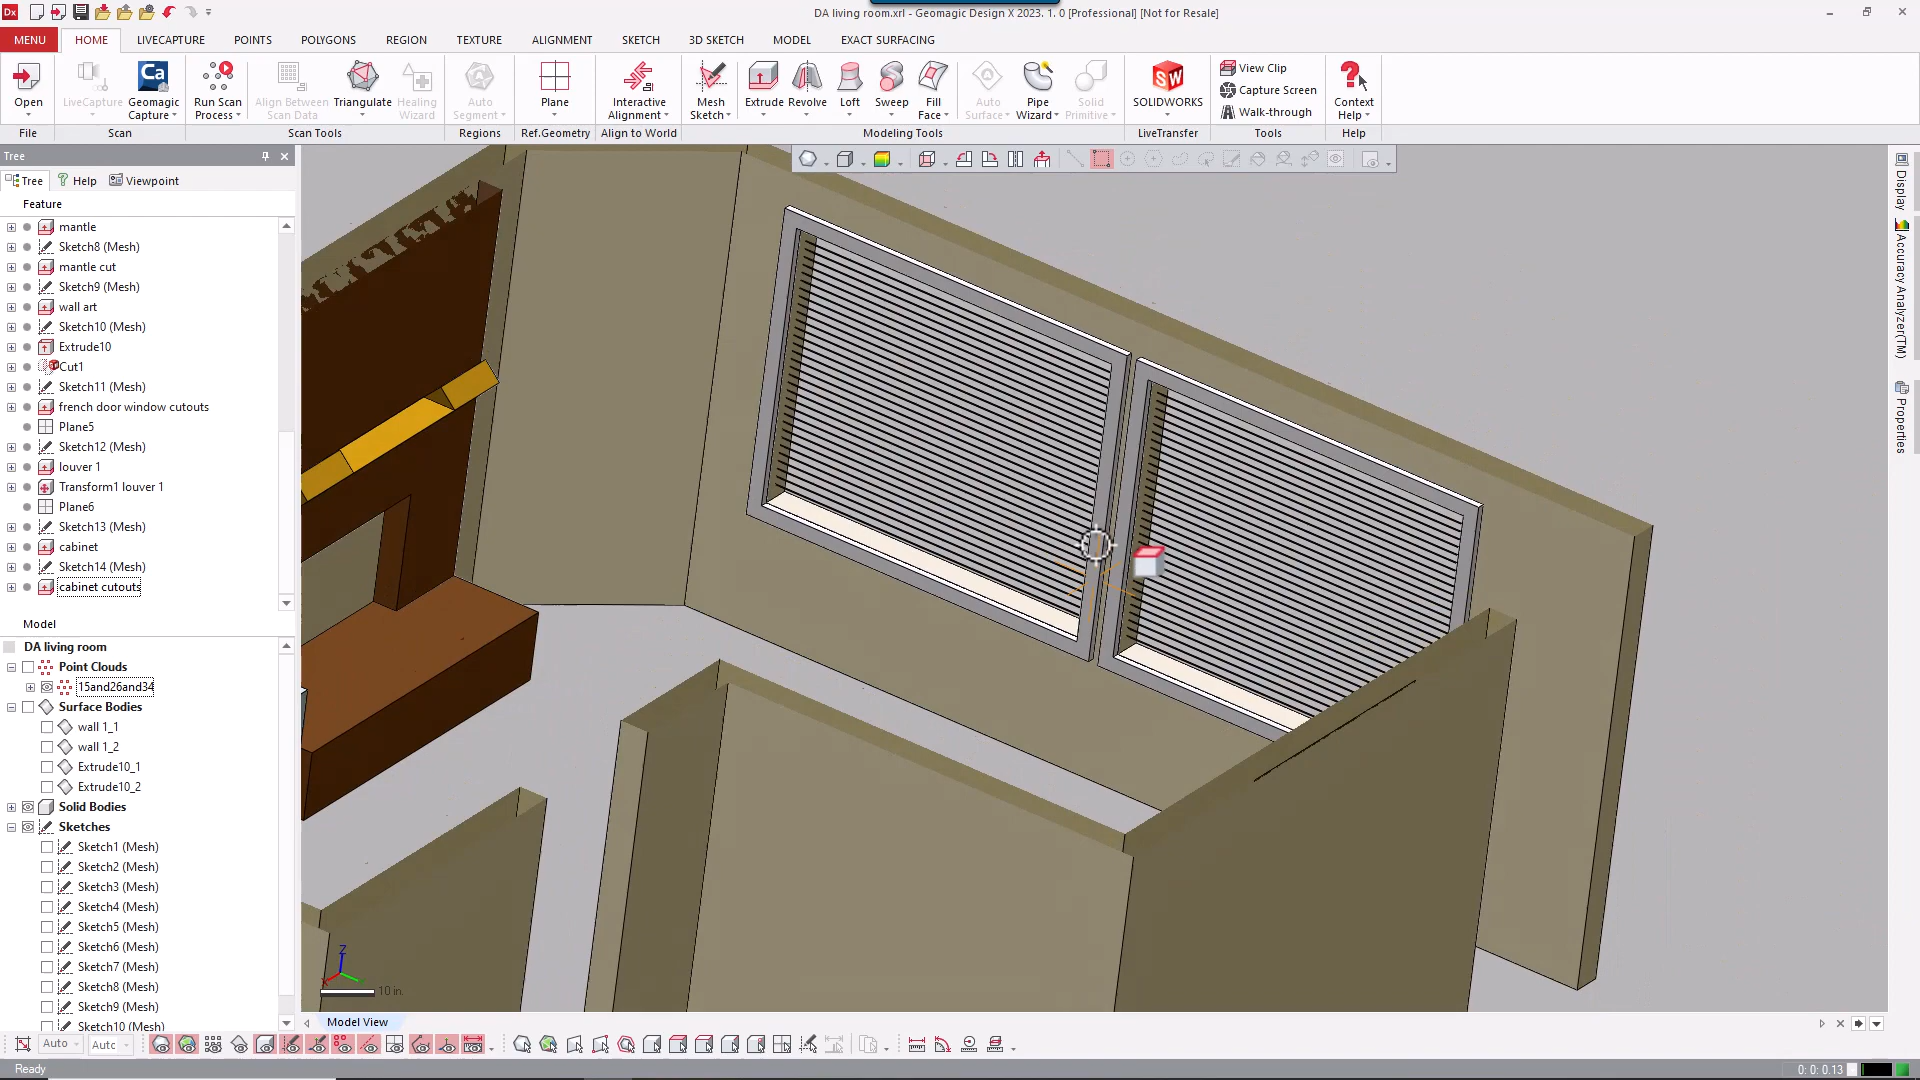 DA living room.xrl - Geomagic Design X 2023. 1. 0 [Professional] [Not for Resale]
MENU HOME LIVECAPTURE POINTS POLYGONS REGION TEXTURE ALIGNMENT SKETCH 3D SKETCH MODEL EXACT SURFACING
Open
LiveCapture
Geomagic Capture
Run Scan Process
Align Between Scan Data
Triangulate
Healing Wizard
Auto Segment
Plane
Interactive Alignment
Mesh Sketch
Extrude
Revolve
Loft
Sweep
Fill Face
Auto Surface
Pipe Wizard
Solid Primitive
SOLIDWORKS
View Clip
Capture Screen
Walk-through
Context Help
File Scan Scan Tools Regions Ref.Geometry Align to World Modeling Tools LiveTransfer Tools Help
Tree
Tree Help Viewpoint
Feature
mantle
Sketch8 (Mesh)
mantle cut
Sketch9 (Mesh)
wall art
Sketch10 (Mesh)
Extrude10
Cut1
Sketch11 (Mesh)
french door window cutouts
Plane5
Sketch12 (Mesh)
louver 1
Transform1 louver 1
Plane6
Sketch13 (Mesh)
cabinet
Sketch14 (Mesh)
cabinet cutouts
Model
DA living room
Point Clouds
15and26and34
Surface Bodies
wall 1_1
wall 1_2
Extrude10_1
Extrude10_2
Solid Bodies
Sketches
Sketch1 (Mesh)
Sketch2 (Mesh)
Sketch3 (Mesh)
Sketch4 (Mesh)
Sketch5 (Mesh)
Sketch6 (Mesh)
Sketch7 (Mesh)
Sketch8 (Mesh)
Sketch9 (Mesh)
Sketch10 (Mesh)
Display
Accuracy Analyzer(TM)
Properties
Z
10 in.
Model View
Auto Autc
Ready
0: 0: 0.13